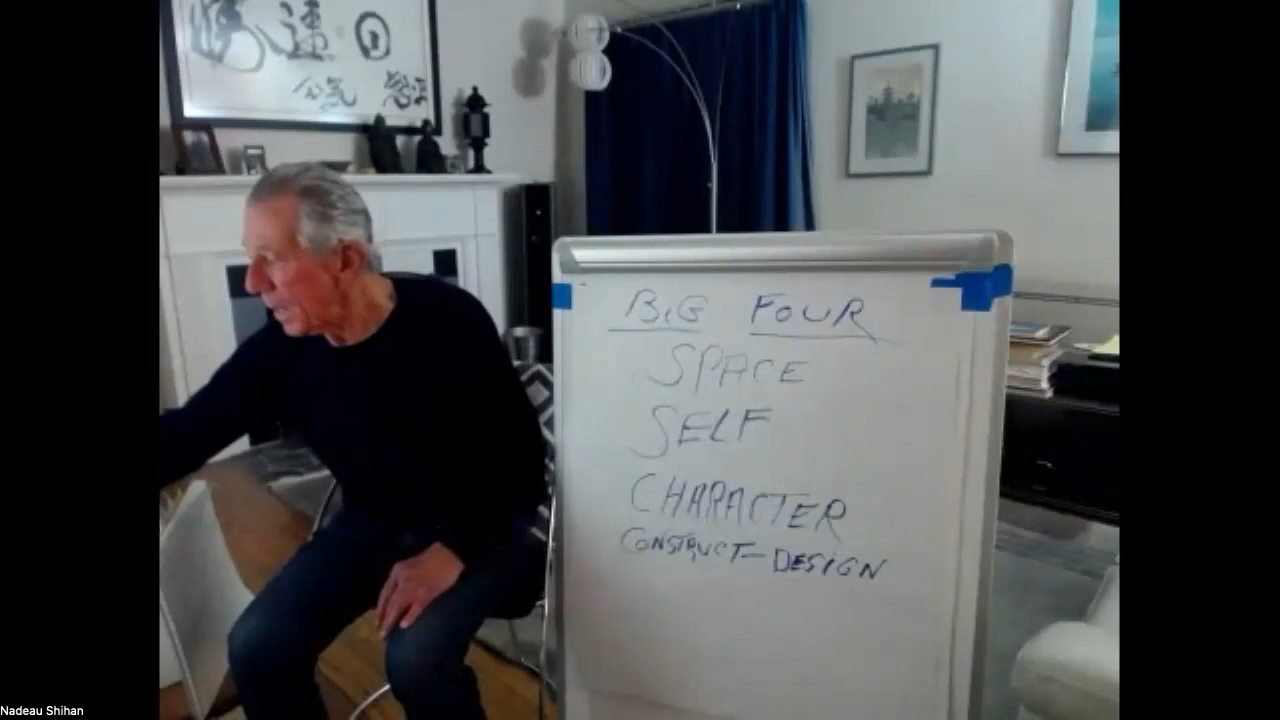 BIG FOUR
SPACE
SELF
CHARACTER
CONSTRUCT-DESIGN
Nadeau Shihan